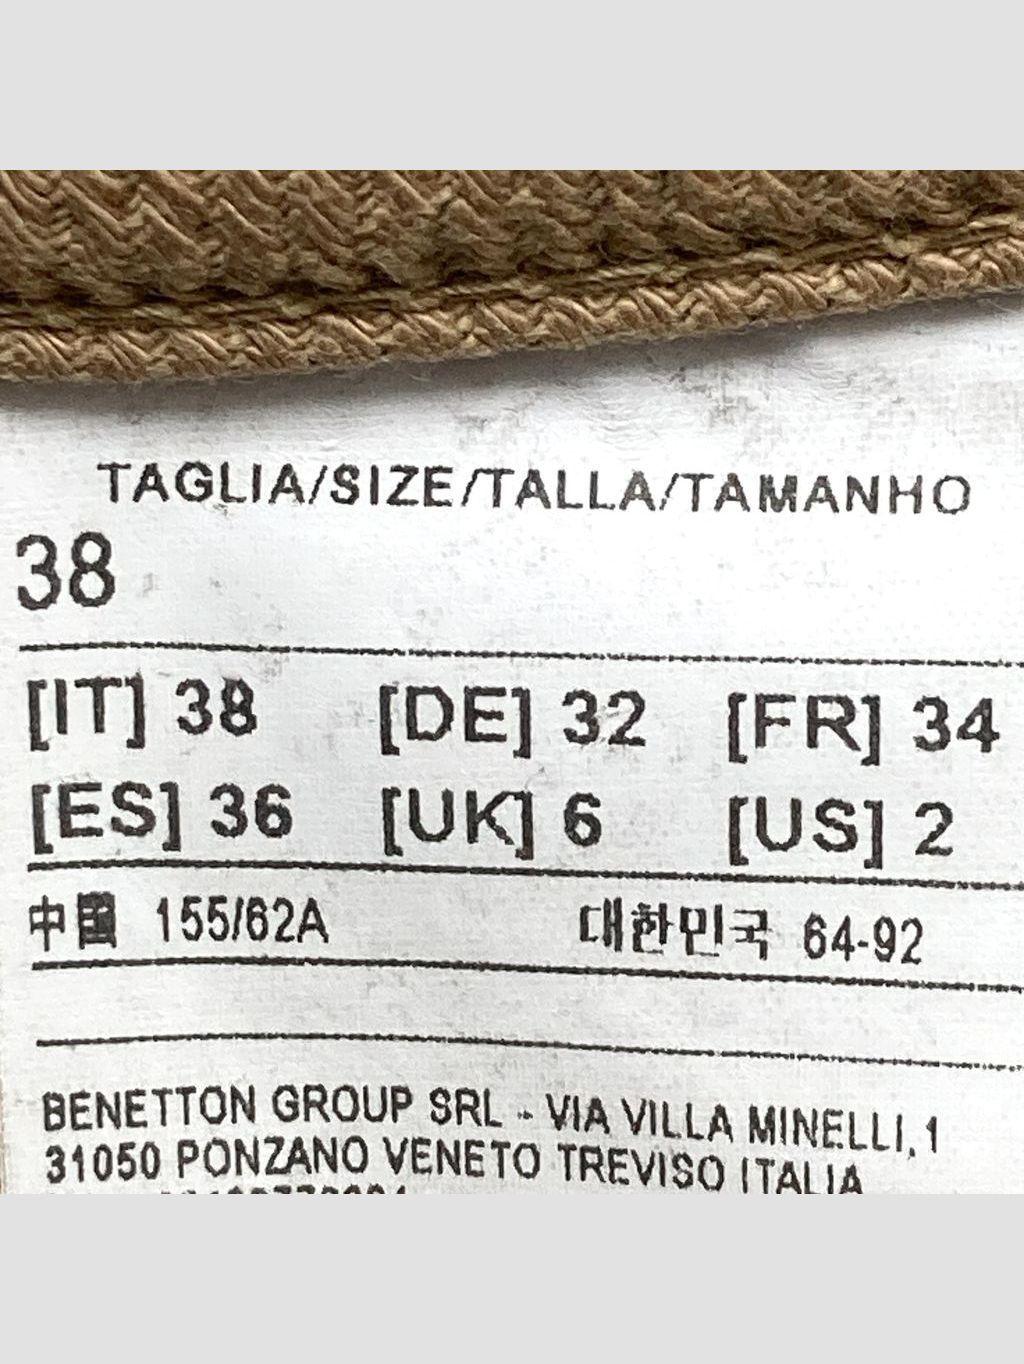 TAGLIA/SIZE/TALLA/TAMANHO
38
[IT] 38 [DE] 32 [FR] 34
[ES] 36 [UK] 6 [US] 2
中国 155/62A 대한민국 64-92
BENETTON GROUP SRL - VIA VILLA MINELLI,1
31050 PONZANO VENETO TREVISO ITALIA